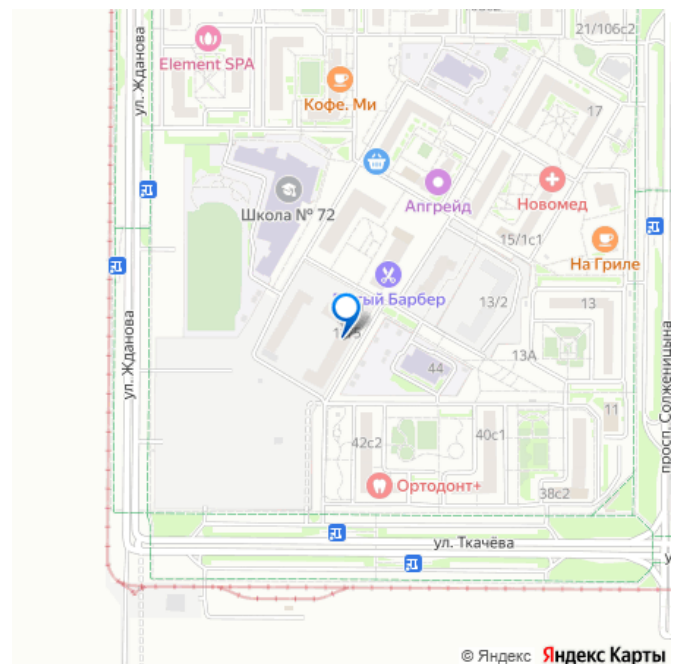 21/106с2
ул. Жданова
Element SPA
Кофе. Ми
17
Школа № 72
Апгрейд
Новомед
15/1с1
На Гриле
Барбер
13/2
13
13А
44
ул. Жданова
просп. Солженицына
11
42с2
40с1
Ортодонт+
38с2
ул. Ткачёва
© Яндекс Яндекс Карты